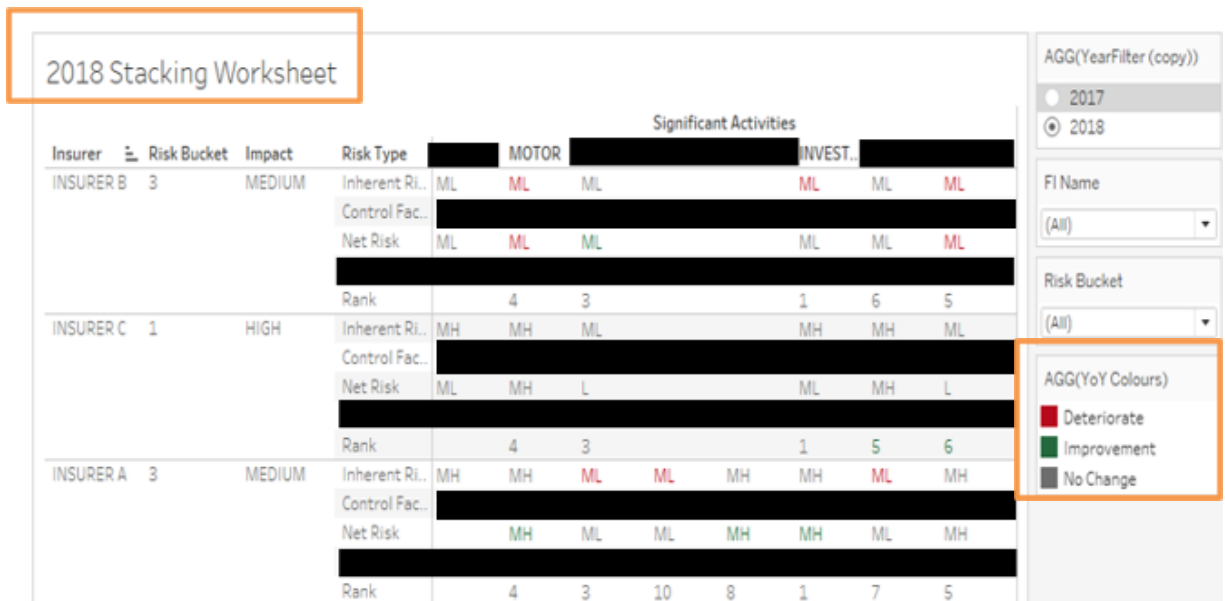 2018 Stacking Worksheet
Significant Activities
Insurer Risk Bucket Impact Risk Type MOTOR INVEST..
INSURER B 3 MEDIUM Inherent Ri.. ML ML ML ML ML ML
Control Fac..
Net Risk ML ML ML ML ML ML
Rank 4 3 1 6 5
INSURER C 1 HIGH Inherent Ri.. MH MH ML MH MH ML
Control Fac..
Net Risk ML MH L ML MH L
Rank 4 3 1 5 6
INSURER A 3 MEDIUM Inherent Ri.. MH MH ML ML MH MH ML MH
Control Fac..
Net Risk MH ML ML MH MH ML MH
Rank 4 3 10 8 1 7 5
AGG(YearFilter (copy))
2017
2018
FI Name
(All)
Risk Bucket
(All)
AGG(YoY Colours)
Deteriorate
Improvement
No Change